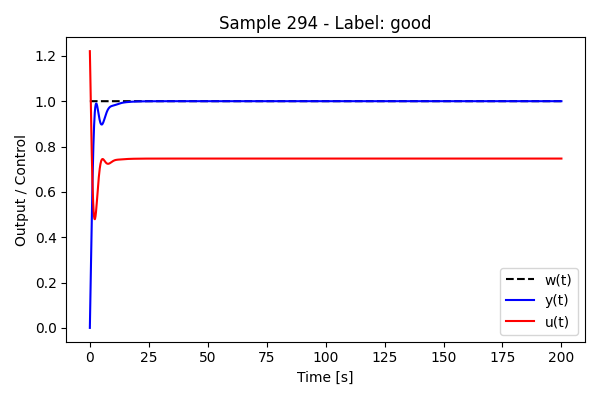 Sample 294 - Label: good
Output / Control
1.2
1.0
0.8
0.6
0.4
0.2
0.0
w(t)
y(t)
u(t)
0 25 50 75 100 125 150 175 200
Time [s]